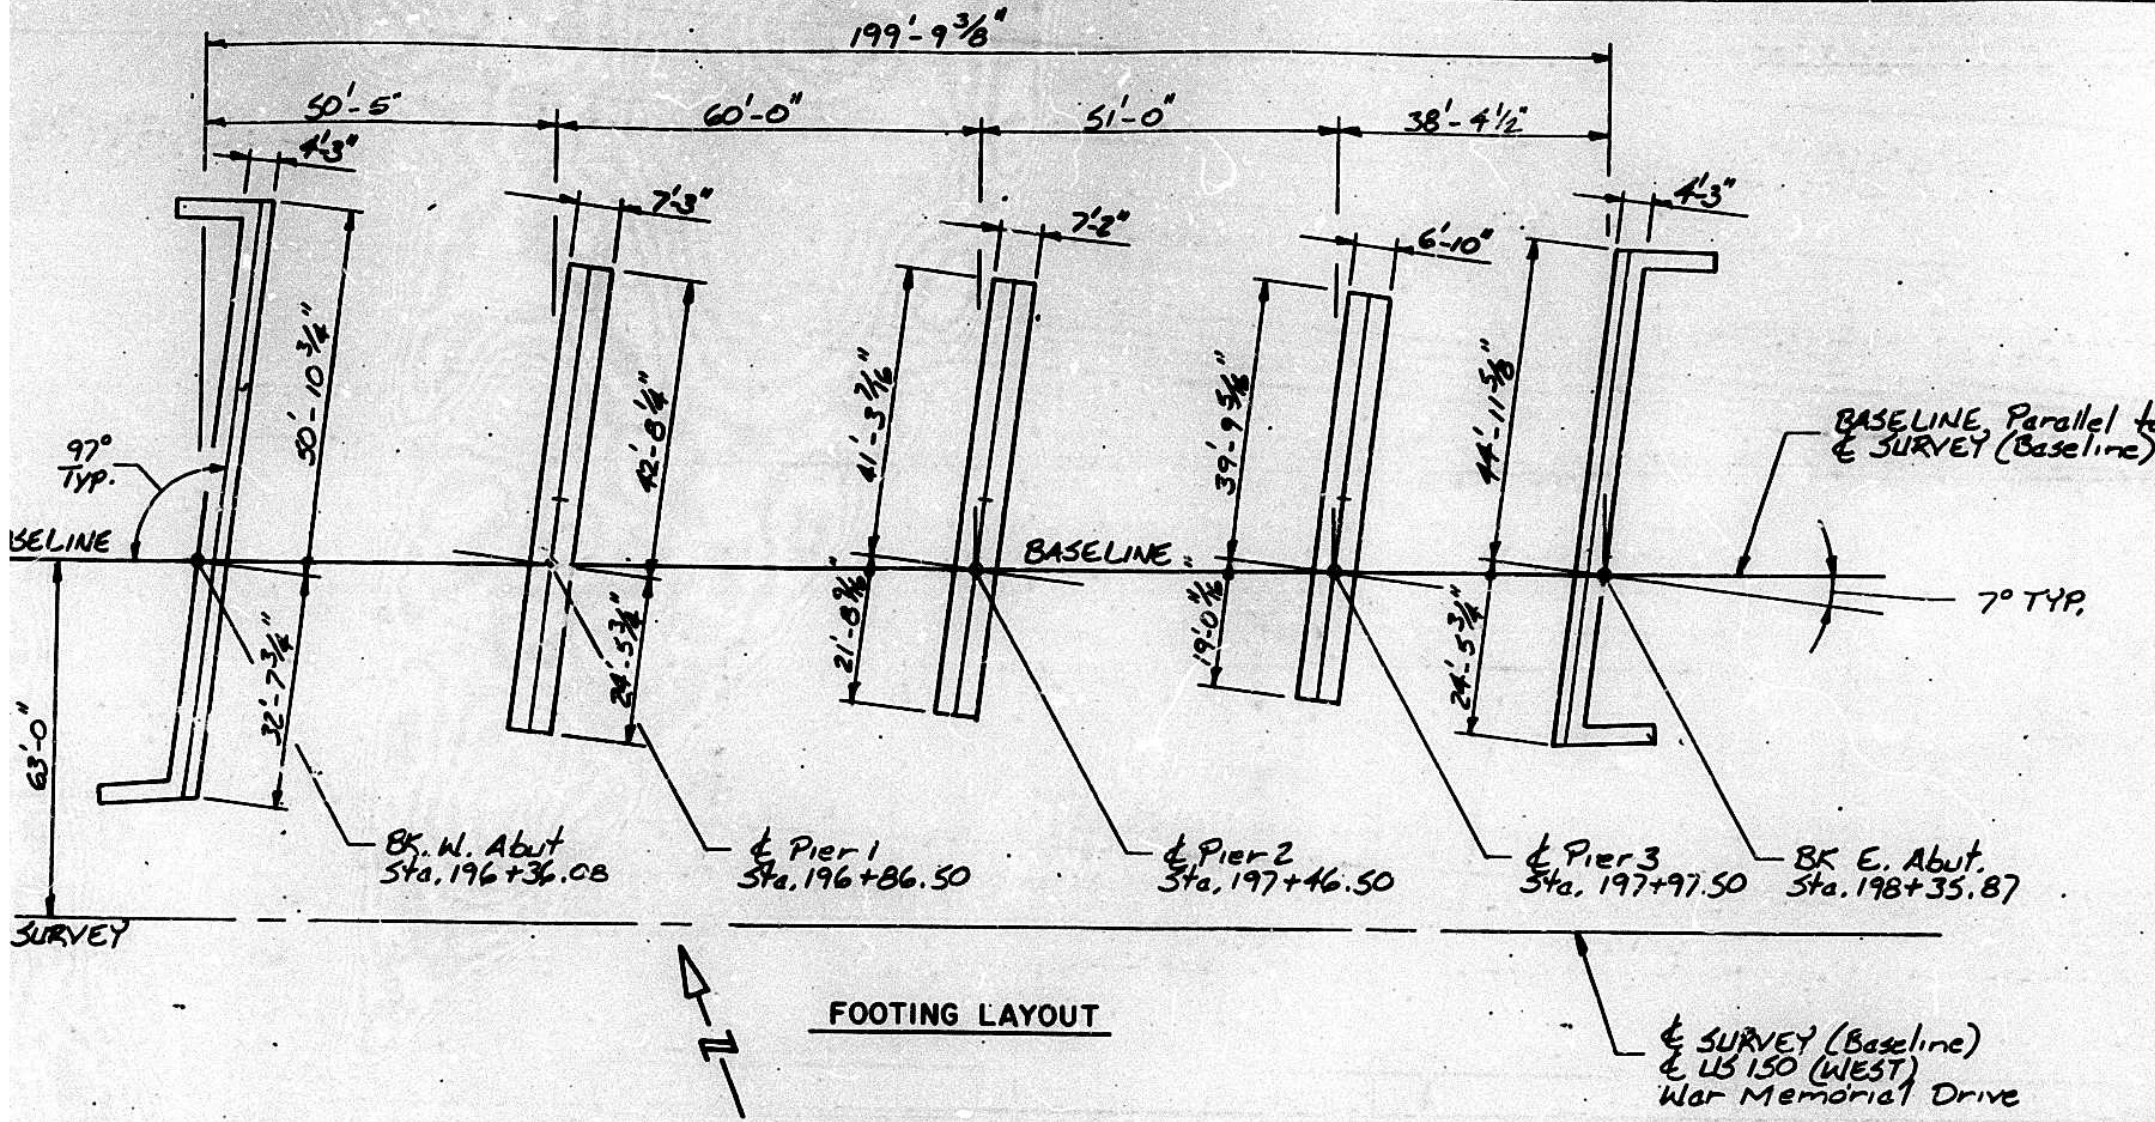 199'-9 3/8"
50'-5"
60'-0"
51'-0"
38'-4 1/2"
4'-3"
7'-3"
7'-2"
6'-10"
4'-3"
50'-10 3/4"
42'-8 1/4"
41'-3 7/16"
39'-9 5/16"
44'-11 5/8"
97°
TYP.
BASELINE, Parallel to
℄ SURVEY (Baseline)
SELINE
BASELINE
7° TYP.
32'-7 3/4"
24'-5 3/4"
21'-8 9/16"
19'-0 11/16"
24'-5 3/4"
63'-0"
BK. W. Abut
Sta. 196+36.08
℄ Pier 1
Sta. 196+86.50
℄ Pier 2
Sta. 197+46.50
℄ Pier 3
Sta. 197+97.50
BK E. Abut.
Sta. 198+35.87
SURVEY
N
FOOTING LAYOUT
℄ SURVEY (Baseline)
℄ US 150 (WEST)
War Memorial Drive